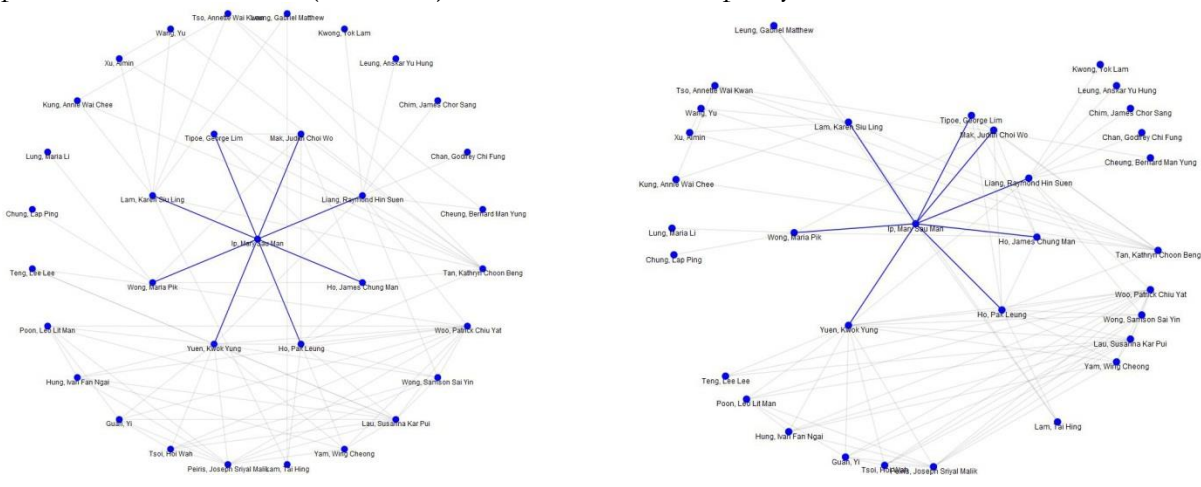 Tso, Annette Wai Kwan
Leung, Gabriel Matthew
Wang, Yu
Kwong, Yok Lam
Xu, Aimin
Leung, Anskar Yu Hung
Kung, Annie Wai Chee
Chim, James Chor Sang
Tipoe, George Lim
Mak, Judith Choi Wo
Lung, Maria Li
Chan, Godfrey Chi Fung
Lam, Karen Siu Ling
Liang, Raymond Hin Suen
Chung, Lap Ping
Cheung, Bernard Man Yung
Ip, Mary Sau Man
Teng, Lee Lee
Tan, Kathryn Choon Beng
Wong, Maria Pik
Ho, James Chung Man
Poon, Leo Lit Man
Woo, Patrick Chiu Yat
Yuen, Kwok Yung
Ho, Pak Leung
Hung, Ivan Fan Ngai
Wong, Samson Sai Yin
Guan, Yi
Lau, Susanna Kar Pui
Tsoi, Hoi Wah
Yam, Wing Cheong
Peiris, Joseph Sriyal Malik
Lam, Tai Hing
Leung, Gabriel Matthew
Kwong, Yok Lam
Tso, Annette Wai Kwan
Leung, Anskar Yu Hung
Wang, Yu
Chim, James Chor Sang
Tipoe, George Lim
Lam, Karen Siu Ling
Mak, Judith Choi Wo
Xu, Aimin
Chan, Godfrey Chi Fung
Cheung, Bernard Man Yung
Kung, Annie Wai Chee
Liang, Raymond Hin Suen
Ip, Mary Sau Man
Lung, Maria Li
Wong, Maria Pik
Ho, James Chung Man
Chung, Lap Ping
Tan, Kathryn Choon Beng
Woo, Patrick Chiu Yat
Ho, Pak Leung
Wong, Samson Sai Yin
Yuen, Kwok Yung
Lau, Susanna Kar Pui
Yam, Wing Cheong
Teng, Lee Lee
Poon, Leo Lit Man
Lam, Tai Hing
Hung, Ivan Fan Ngai
Guan, Yi
Tsoi, Hoi Wah
Peiris, Joseph Sriyal Malik